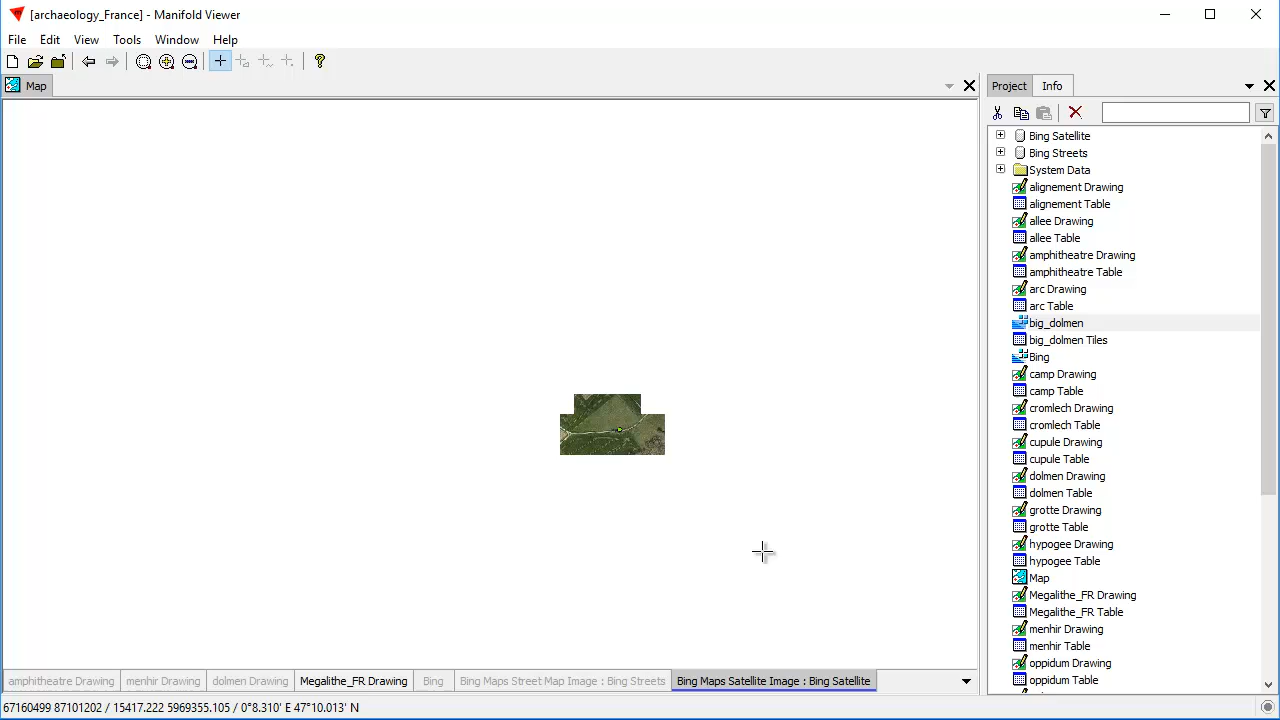 [archaeology_France] - Manifold Viewer
File Edit View Tools Window Help
Map
Project Info
Bing Satellite
Bing Streets
System Data
alignement Drawing
alignement Table
allee Drawing
allee Table
amphitheatre Drawing
amphitheatre Table
arc Drawing
arc Table
big_dolmen
big_dolmen Tiles
Bing
camp Drawing
camp Table
cromlech Drawing
cromlech Table
cupule Drawing
cupule Table
dolmen Drawing
dolmen Table
grotte Drawing
grotte Table
hypogee Drawing
hypogee Table
Map
Megalithe_FR Drawing
Megalithe_FR Table
menhir Drawing
menhir Table
oppidum Drawing
oppidum Table
amphitheatre Drawing menhir Drawing dolmen Drawing Megalithe_FR Drawing Bing Bing Maps Street Map Image : Bing Streets Bing Maps Satellite Image : Bing Satellite
67160499 87101202 / 15417.222 5969355.105 / 0°8.310' E 47°10.013' N